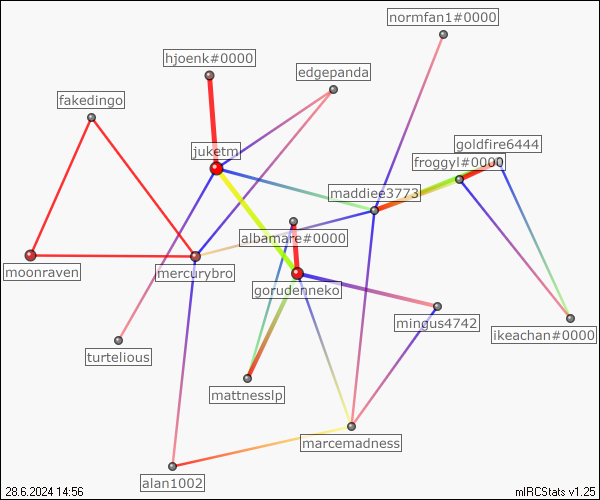 normfan1#0000
hjoenk#0000
edgepanda
fakedingo
goldfire6444
juketm
froggyl#0000
maddiee3773
albamare#0000
moonraven
mercurybro
gorudenneko
mingus4742
ikeachan#0000
turtelious
mattnesslp
marcemadness
alan1002
28.6.2024 14:56
mIRCStats v1.25